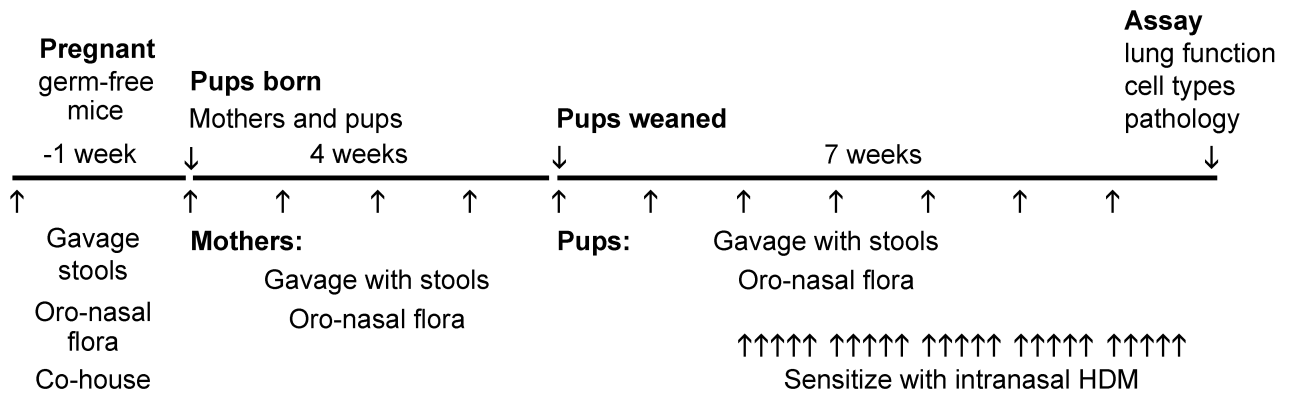 Pregnant
germ-free
mice
-1 week
Pups born
Mothers and pups
4 weeks
Pups weaned
7 weeks
Assay
lung function
cell types
pathology
Gavage
stools
Oro-nasal
flora
Co-house
Mothers:
Gavage with stools
Oro-nasal flora
Pups:
Gavage with stools
Oro-nasal flora
Sensitize with intranasal HDM